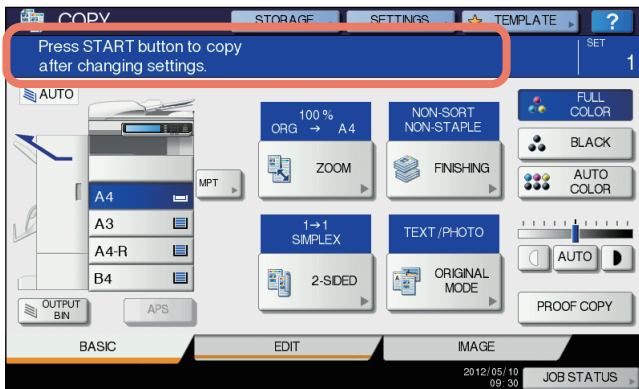 COPY
STORAGE
SETTINGS
TEMPLATE
?
Press START button to copy
after changing settings.
SET
1
AUTO
100 %
ORG → A4
ZOOM
NON-SORT
NON-STAPLE
FINISHING
FULL
COLOR
BLACK
AUTO
COLOR
MPT
A4
A3
A4-R
B4
1→1
SIMPLEX
2-SIDED
TEXT/PHOTO
ORIGINAL
MODE
AUTO
OUTPUT
BIN
APS
PROOF COPY
BASIC
EDIT
IMAGE
2012/05/10
09:30
JOB STATUS